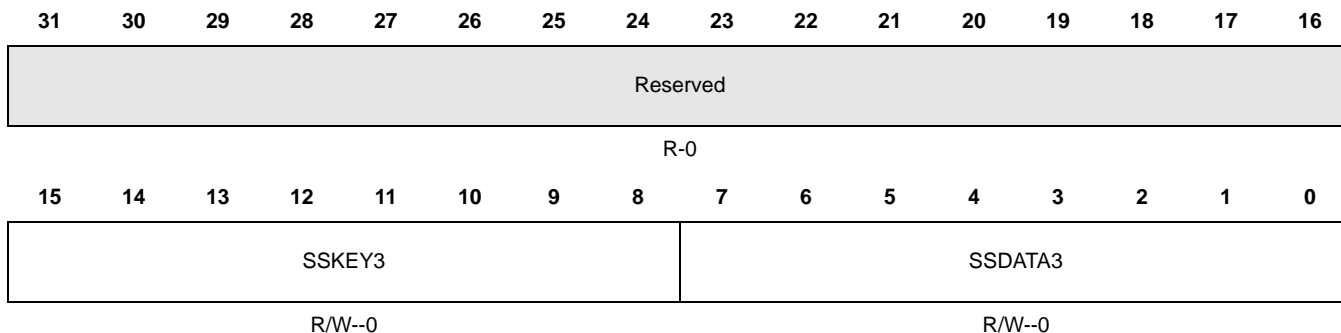 31 30 29 28 27 26 25 24 23 22 21 20 19 18 17 16
Reserved
R-0
15 14 13 12 11 10 9 8 7 6 5 4 3 2 1 0
SSKEY3 SSDATA3
R/W--0 R/W--0